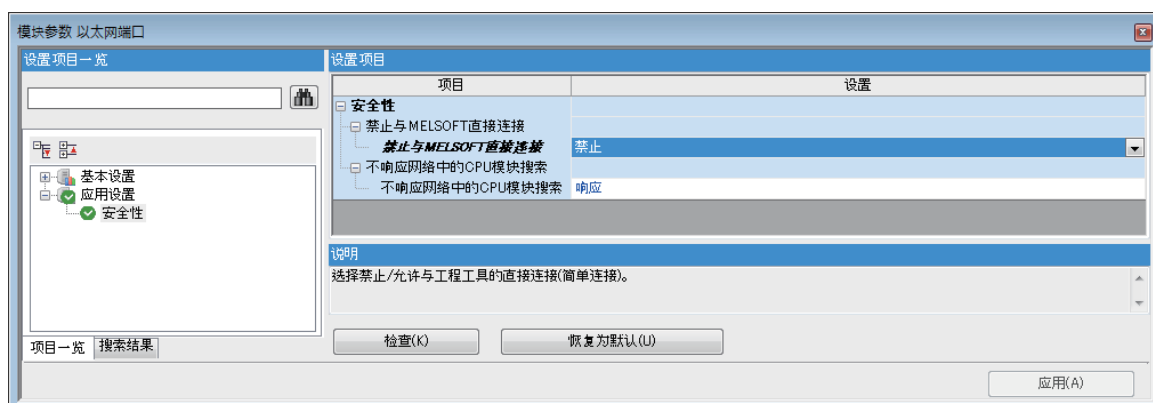 模块参数 以太网端口
设置项目一览
基本设置
应用设置
安全性
项目一览 搜索结果
设置项目
项目 设置
安全性
禁止与MELSOFT直接连接
禁止与MELSOFT直接连接 禁止
不响应网络中的CPU模块搜索
不响应网络中的CPU模块搜索 响应
说明
选择禁止/允许与工程工具的直接连接(简单连接)。
检查(K) 恢复为默认(U)
应用(A)